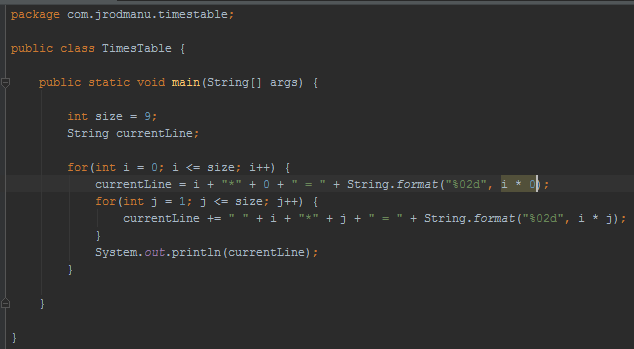 package com.jrodmanu.timestable;
public class TimesTable {
public static void main(String[] args) {
int size = 9;
String currentLine;
for(int i = 0; i <= size; i++) {
currentLine = i + "*" + 0 + " = " + String.format("%02d", i * 0);
for(int j = 1; j <= size; j++) {
currentLine += " " + i + "*" + j + " = " + String.format("%02d", i * j);
}
System.out.println(currentLine);
}
}
}